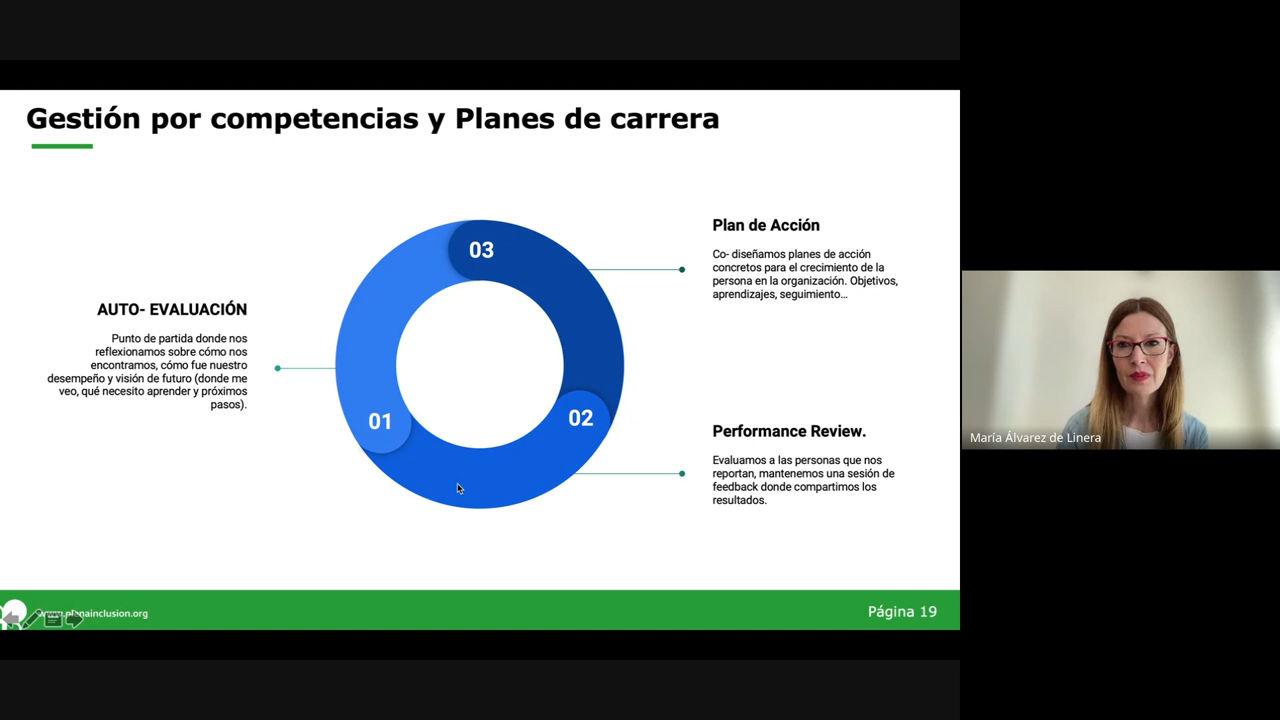 Gestión por competencias y Planes de carrera
03
Plan de Acción
Co- diseñamos planes de acción
concretos para el crecimiento de la
persona en la organización. Objetivos,
aprendizajes, seguimiento...
AUTO- EVALUACIÓN
Punto de partida donde nos
reflexionamos sobre cómo nos
encontramos, cómo fue nuestro
desempeño y visión de futuro (donde me
veo, qué necesito aprender y próximos
pasos).
01
02
Performance Review.
Evaluamos a las personas que nos
reportan, mantenemos una sesión de
feedback donde compartimos los
resultados.
María Álvarez de Linera
www.plenainclusion.org
Página 19